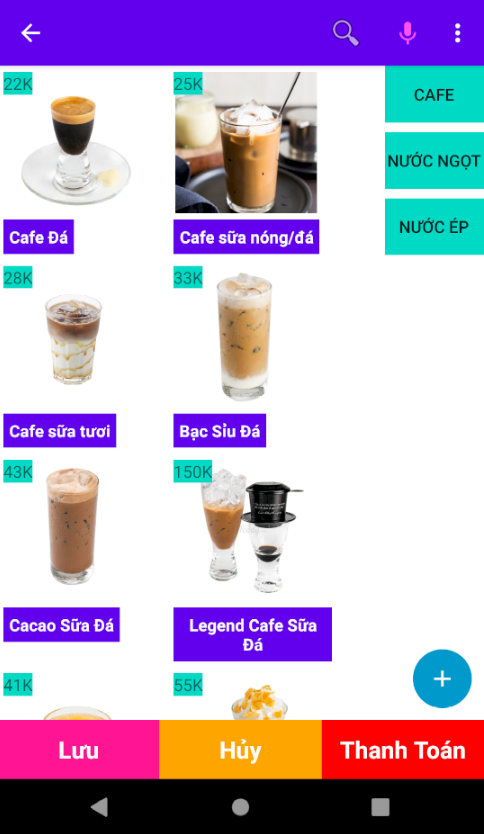 22K
25K
CAFE
Cafe Đá
Cafe sữa nóng/đá
NƯỚC NGỌT
NƯỚC ÉP
28K
33K
Cafe sữa tươi
Bạc Sỉu Đá
43K
150K
Cacao Sữa Đá
Legend Cafe Sữa
Đá
41K
55K
Lưu
Hủy
Thanh Toán